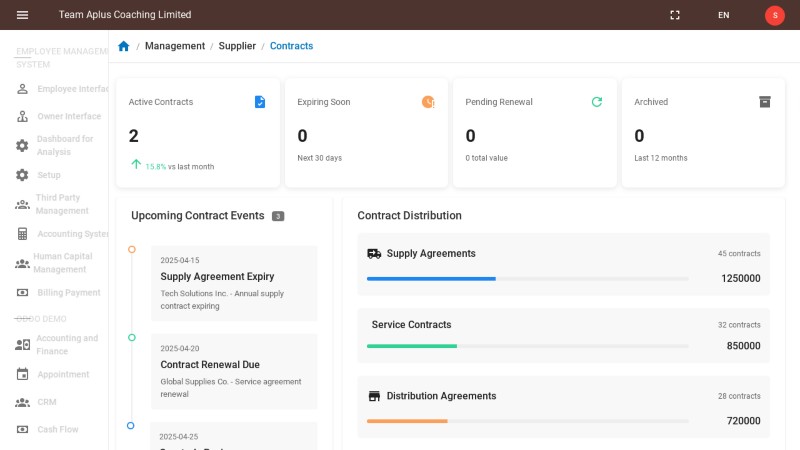 Team Aplus Coaching Limited
EN
S
EMPLOYEE MANAGEM
SYSTEM
Employee Interfac
Owner Interface
Dashboard for
Analysis
Setup
Third Party
Management
Accounting System
Human Capital
Management
Billing Payment
DEMO
Accounting and
Finance
Appointment
CRM
Cash Flow
/ Management / Supplier / Contracts
Active Contracts
2
15.8% vs last month
Expiring Soon
0
Next 30 days
Pending Renewal
0
0 total value
Archived
0
Last 12 months
Upcoming Contract Events 3
2025-04-15
Supply Agreement Expiry
Tech Solutions Inc. - Annual supply
contract expiring
2025-04-20
Contract Renewal Due
Global Supplies Co. - Service agreement
renewal
2025-04-25
Contract Distribution
Supply Agreements
45 contracts
1250000
Service Contracts
32 contracts
850000
Distribution Agreements
28 contracts
720000